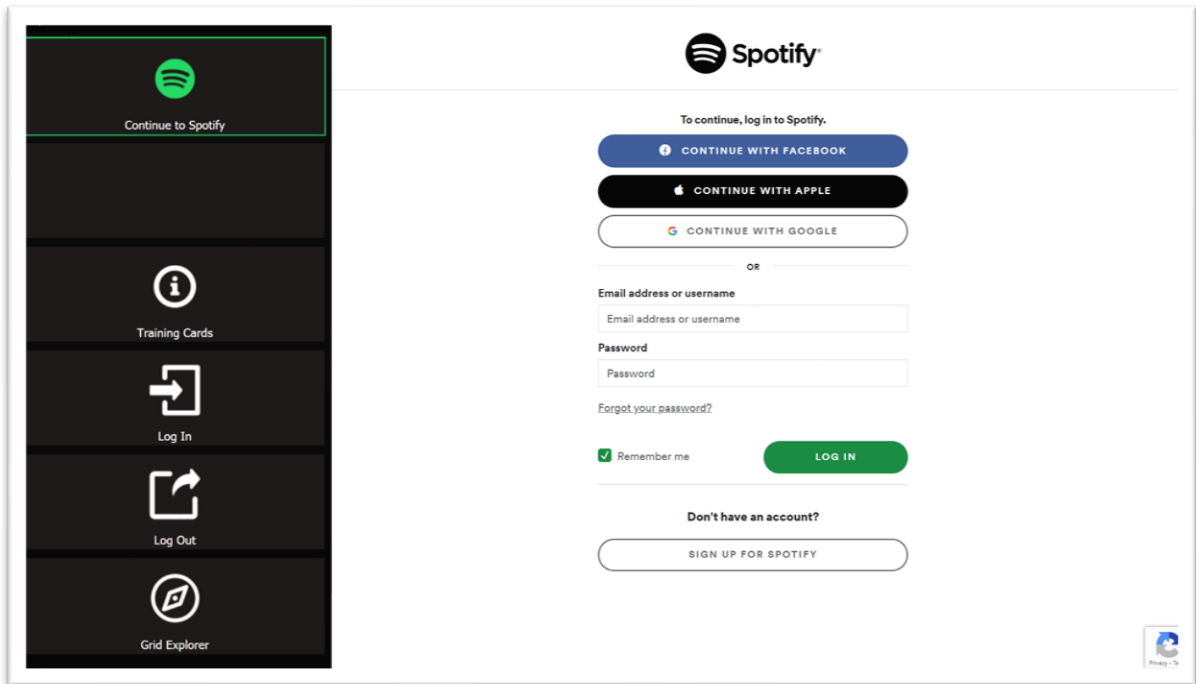 Continue to Spotify
Training Cards
Log In
Log Out
Grid Explorer
Spotify®
To continue, log in to Spotify.
CONTINUE WITH FACEBOOK
CONTINUE WITH APPLE
CONTINUE WITH GOOGLE
OR
Email address or username
Email address or username
Password
Password
Forgot your password?
Remember me
LOG IN
Don't have an account?
SIGN UP FOR SPOTIFY
Privacy